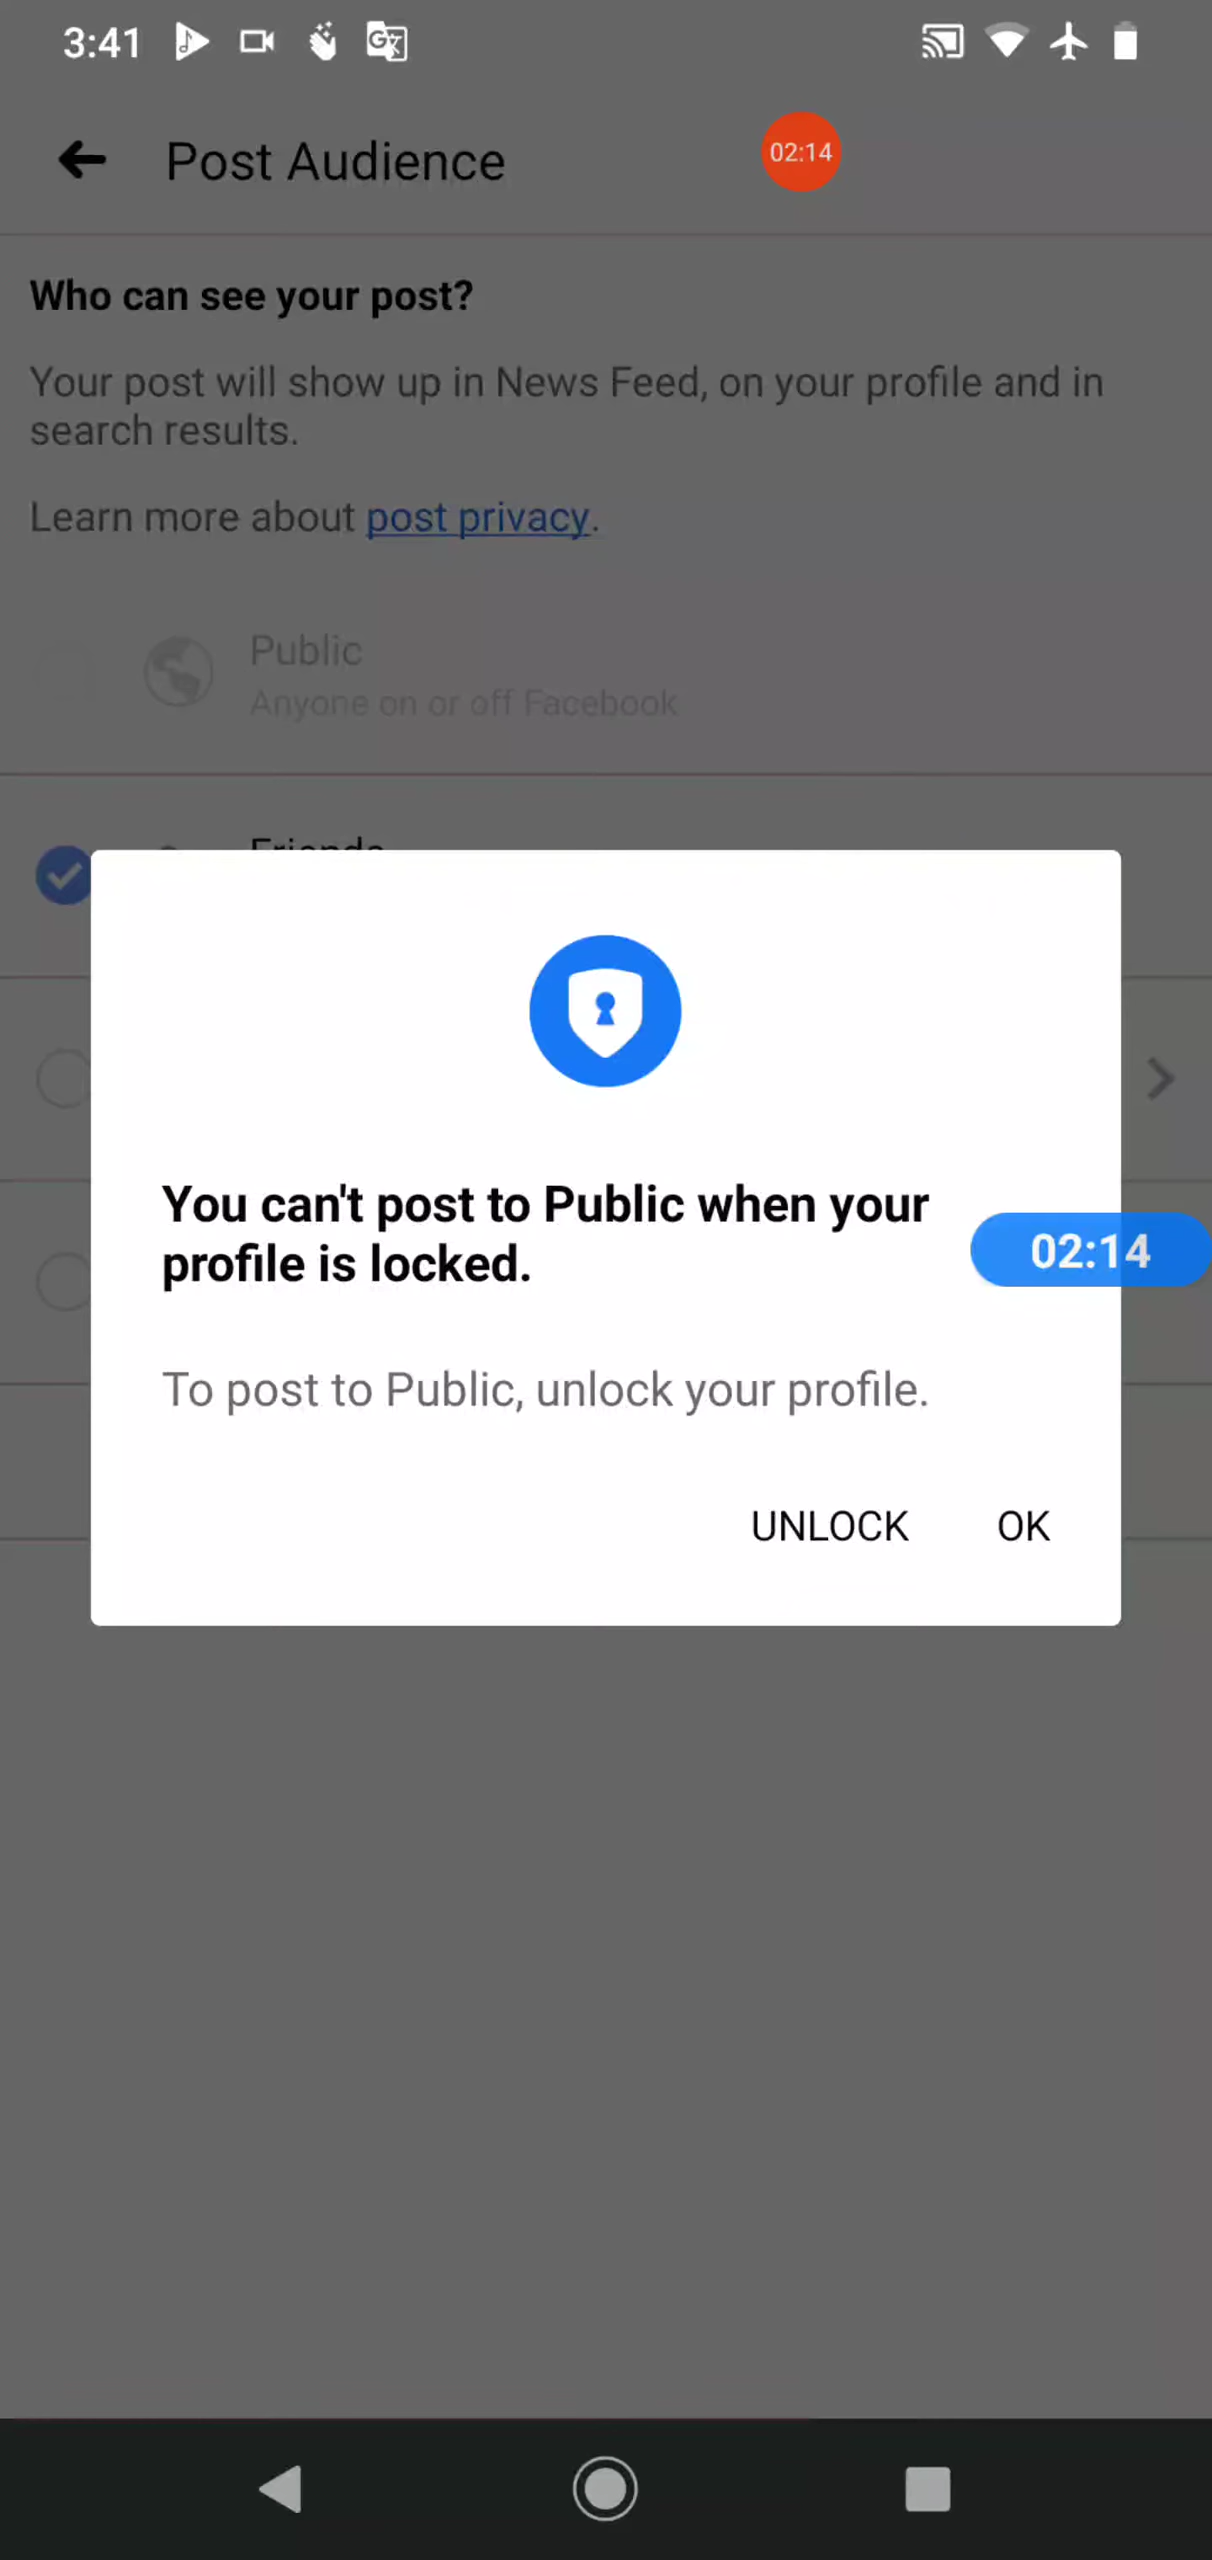 3:41
Post Audience
02:14
Who can see your post?
Your post will show up in News Feed, on your profile and in
search results.
Learn more about post privacy.
Public
Anyone on or off Facebook
Friends
You can't post to Public when your
profile is locked.
02:14
To post to Public, unlock your profile.
UNLOCK OK